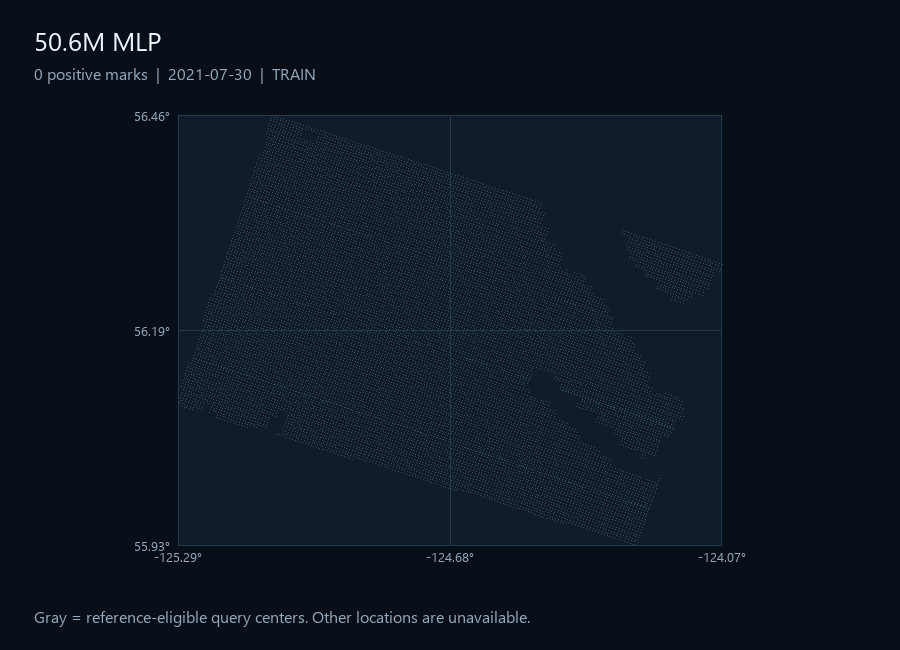 50.6M MLP
0 positive marks | 2021-07-30 | TRAIN
56.46°
56.19°
55.93°
-125.29°
-124.68°
-124.07°
Gray = reference-eligible query centers. Other locations are unavailable.